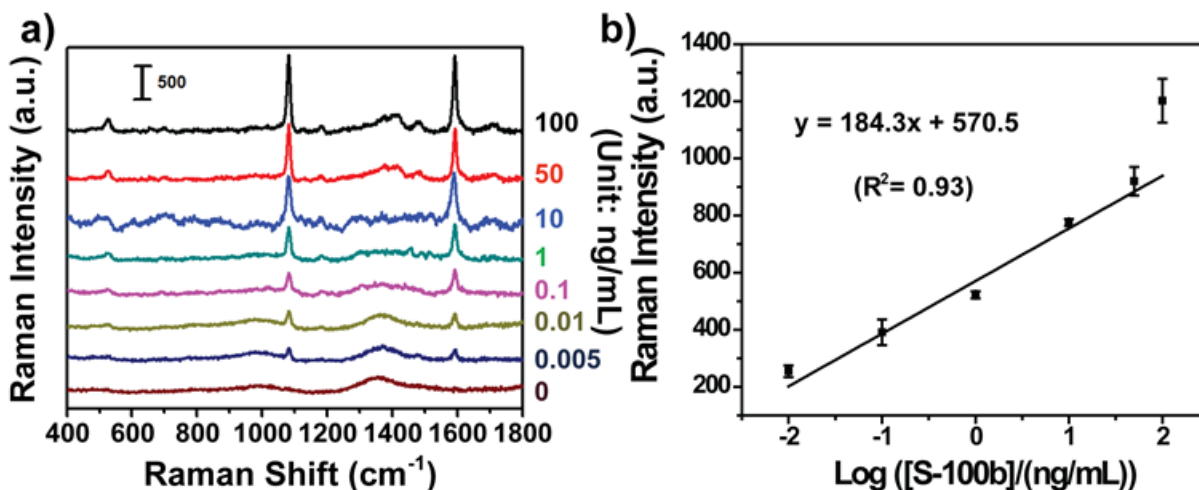 a)
Raman Intensity (a.u.)
500
100
50
10
1
0.1
0.01
0.005
0
(Unit: ng/mL)
400 600 800 1000 1200 1400 1600 1800
Raman Shift (cm⁻¹)
b)
Raman Intensity (a.u.)
1400
1200
1000
800
600
400
200
y = 184.3x + 570.5
(R²= 0.93)
-2 -1 0 1 2
Log ([S-100b]/(ng/mL))